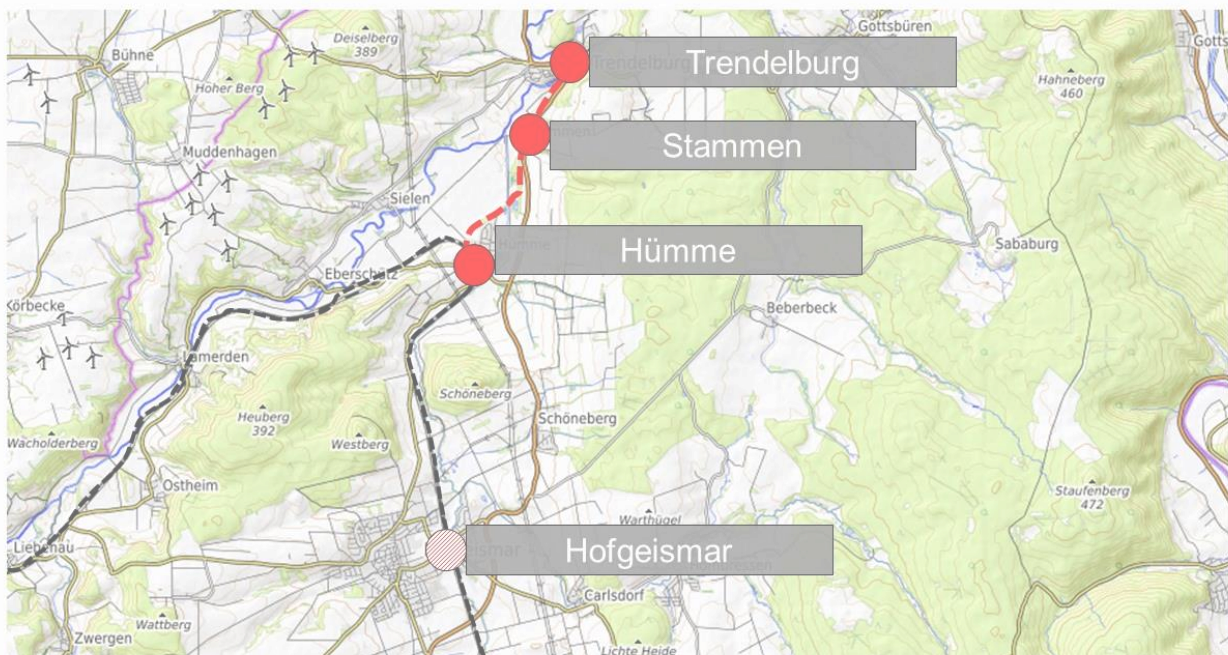 Gottsbüren
Deiselberg
389
Bühne
Trendelburg
Hoher Berg
Hahneberg
460
Stammen
Muddenhagen
Sielen
Hümme
Sababurg
Eberschütz
Körbecke
Beberbeck
Lamerden
Schöneberg
Heuberg
392
Schöneberg
Westberg
Wacholderberg
Ostheim
Staufenberg
472
Warthügel
Liebenau
Hofgeismar
Carlsdorf
Wattberg
Zwergen
Lichte Heide